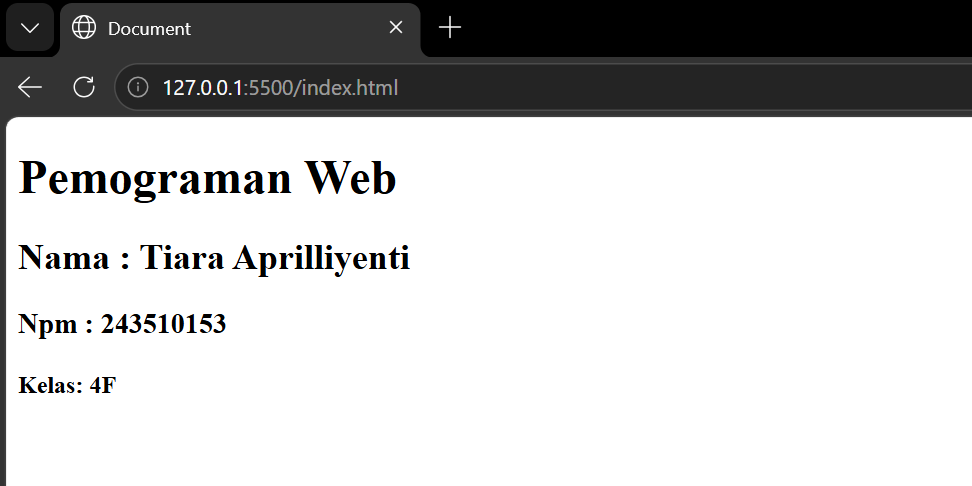 Document
127.0.0.1:5500/index.html
Pemograman Web
Nama : Tiara Aprilliyenti
Npm : 243510153
Kelas: 4F